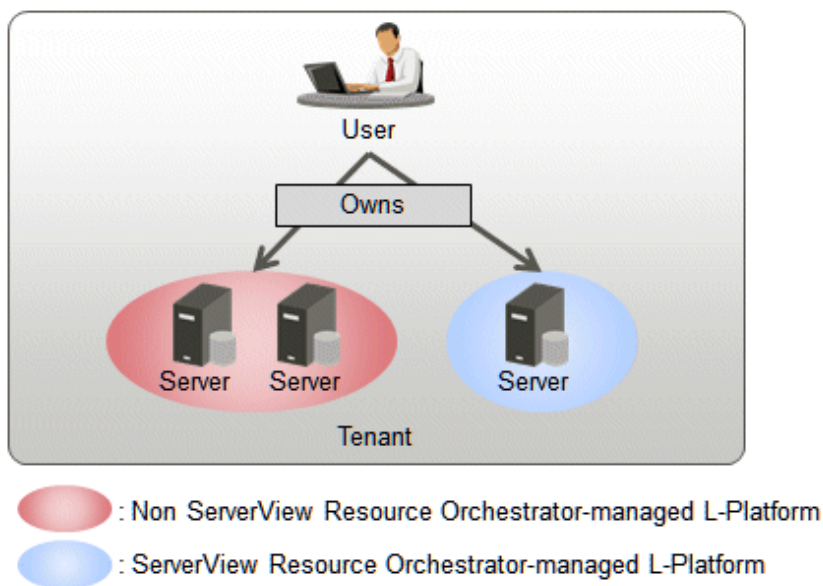 User
Owns
Server Server Server
Tenant
: Non ServerView Resource Orchestrator-managed L-Platform
: ServerView Resource Orchestrator-managed L-Platform